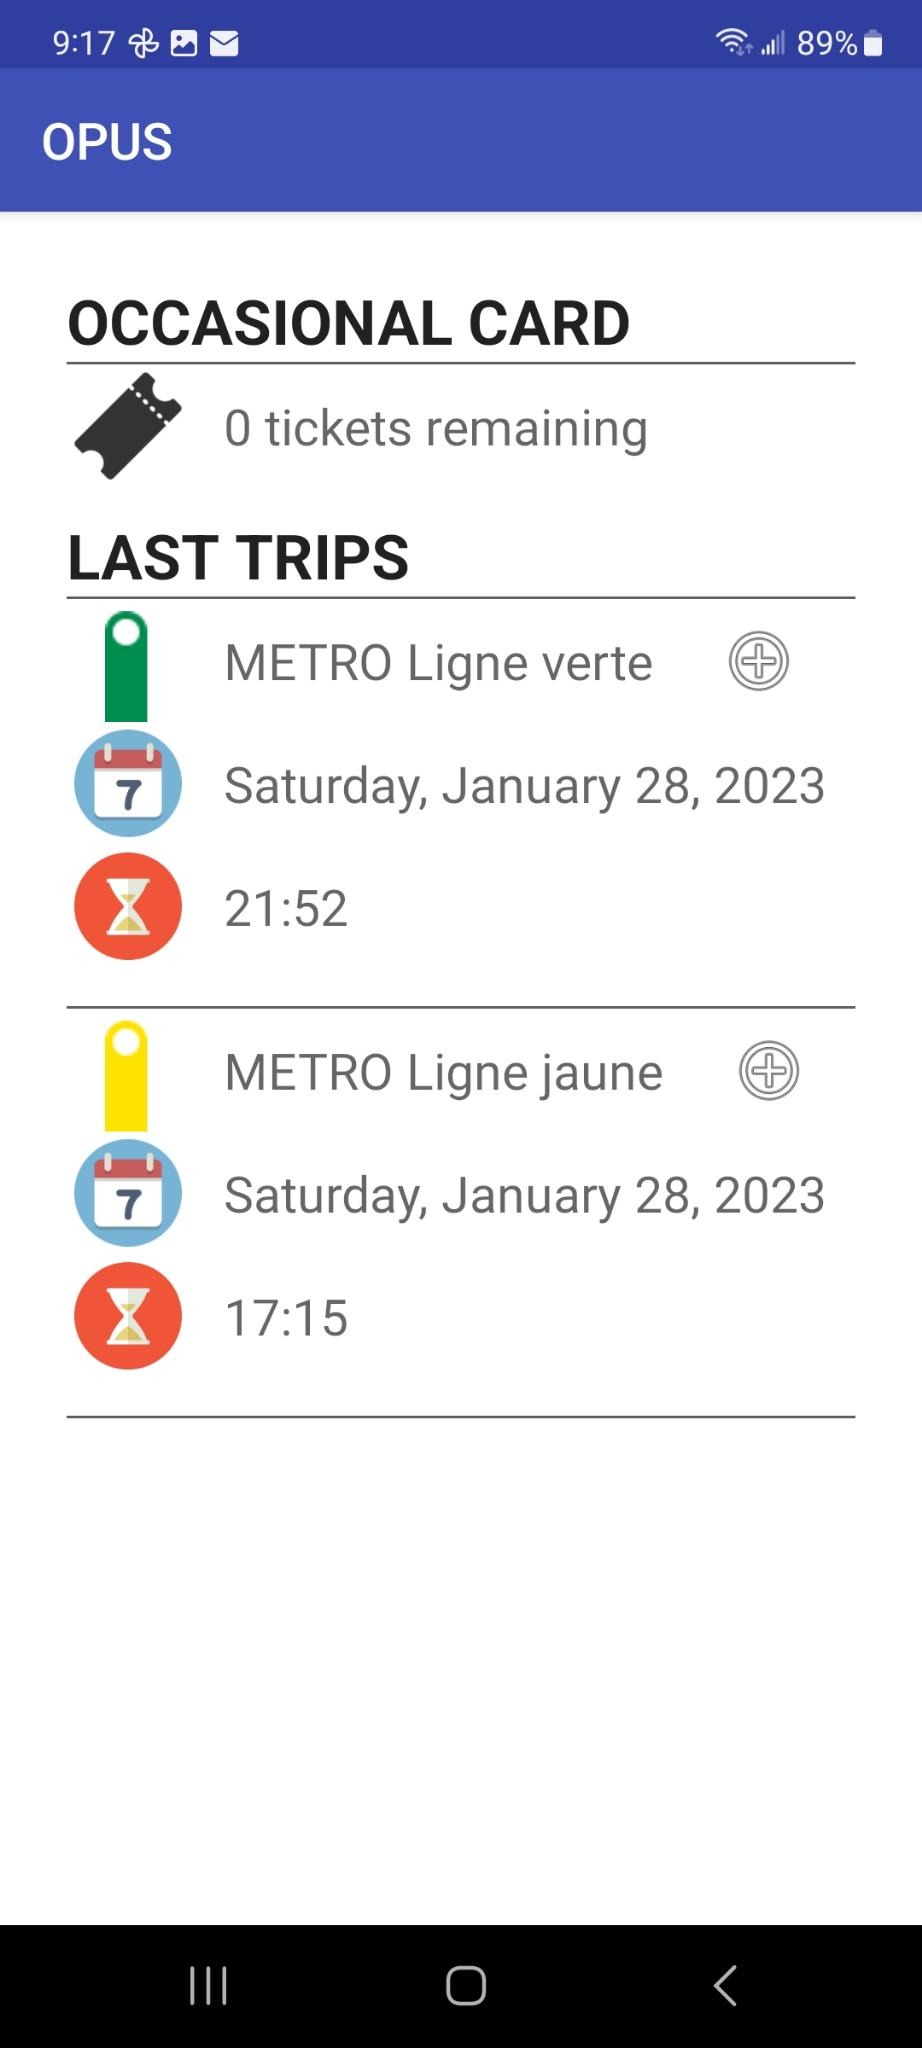 9:17 89%
OPUS
OCCASIONAL CARD
0 tickets remaining
LAST TRIPS
METRO Ligne verte
7 Saturday, January 28, 2023
21:52
METRO Ligne jaune
7 Saturday, January 28, 2023
17:15